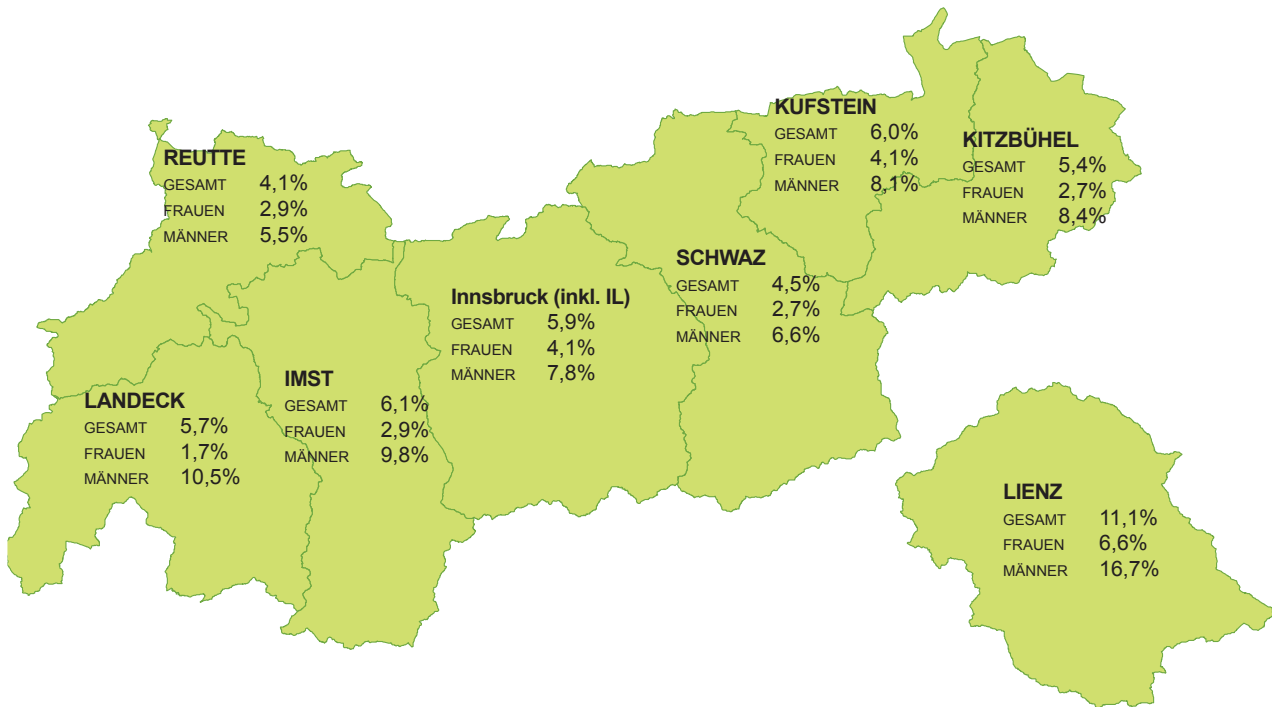 REUTTE
GESAMT 4,1%
FRAUEN 2,9%
MÄNNER 5,5%
LANDECK
GESAMT 5,7%
FRAUEN 1,7%
MÄNNER 10,5%
IMST
GESAMT 6,1%
FRAUEN 2,9%
MÄNNER 9,8%
Innsbruck (inkl. IL)
GESAMT 5,9%
FRAUEN 4,1%
MÄNNER 7,8%
SCHWAZ
GESAMT 4,5%
FRAUEN 2,7%
MÄNNER 6,6%
KUFSTEIN
GESAMT 6,0%
FRAUEN 4,1%
MÄNNER 8,1%
KITZBÜHEL
GESAMT 5,4%
FRAUEN 2,7%
MÄNNER 8,4%
LIENZ
GESAMT 11,1%
FRAUEN 6,6%
MÄNNER 16,7%